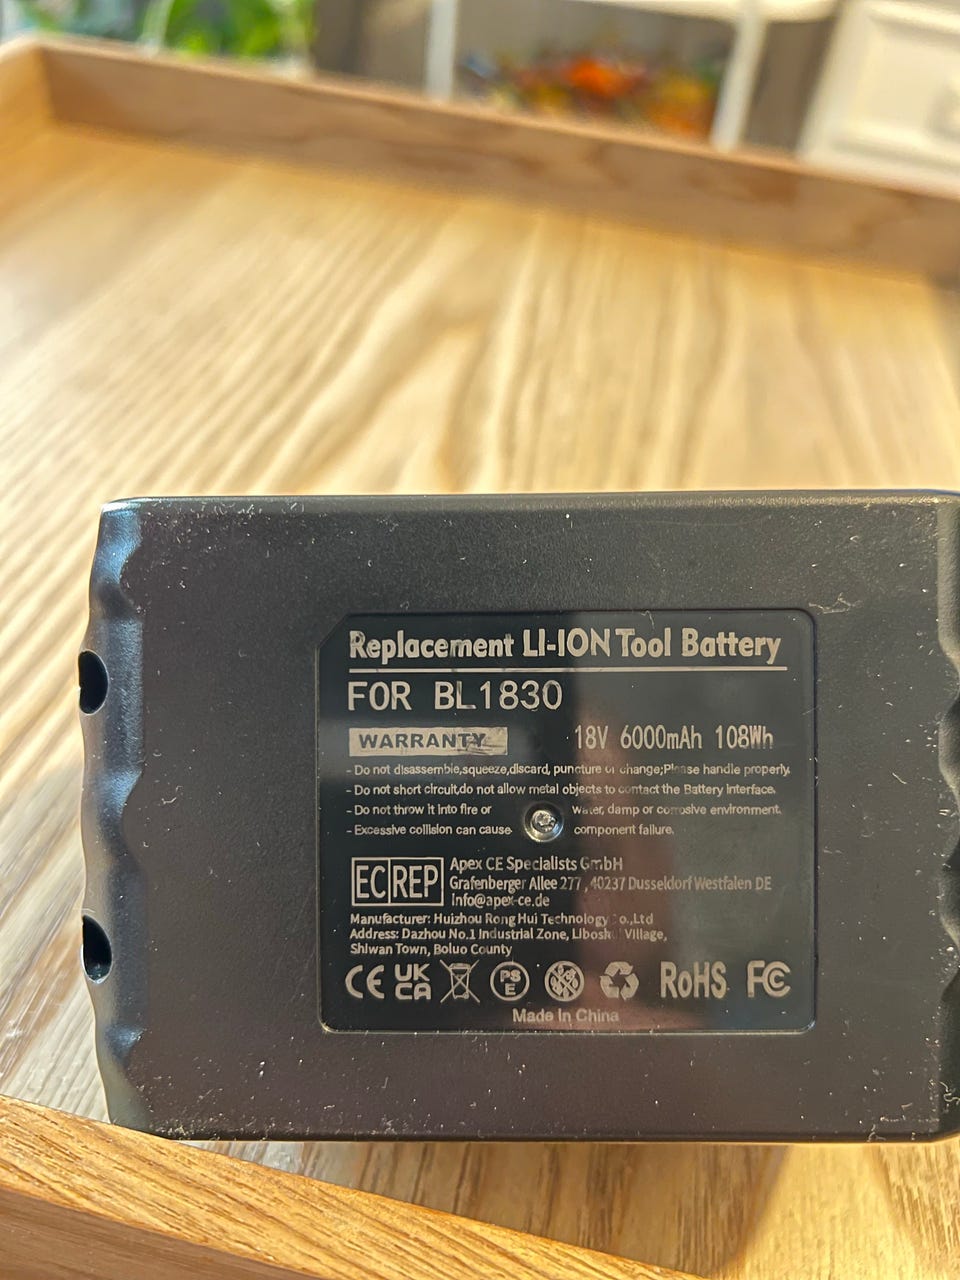 Replacement LI-ION Tool Battery
FOR BL1830
WARRANTY 18V 6000mAh 108Wh
- Do not disassemble,squeeze,discard, puncture or change;Please handle properly.
- Do not short circuit,do not allow metal objects to contact the Battery interface.
- Do not throw it into fire or water, damp or corrosive environment.
- Excessive collision can cause component failure.
EC REP
Apex CE Specialists GmbH
Grafenberger Allee 277 , 40237 Dusseldorf Westfalen DE
Info@apex-ce.de
Manufacturer: Huizhou Rong Hui Technology Co.,Ltd
Address: Dazhou No.1 Industrial Zone, Village,
Shiwan Town, Boluo County
CE UK CA PS E RoHS FC
Made In China